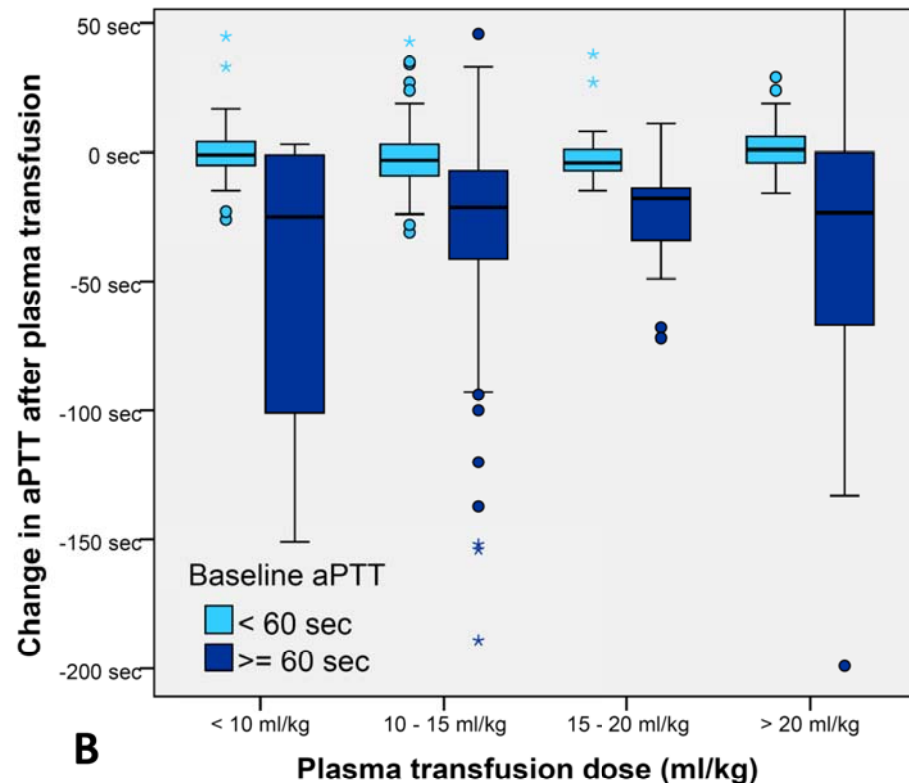 Change in aPTT after plasma transfusion
50 sec
0 sec
-50 sec
-100 sec
-150 sec
-200 sec
Baseline aPTT
< 60 sec
>= 60 sec
< 10 ml/kg
10 - 15 ml/kg
15 - 20 ml/kg
> 20 ml/kg
B
Plasma transfusion dose (ml/kg)